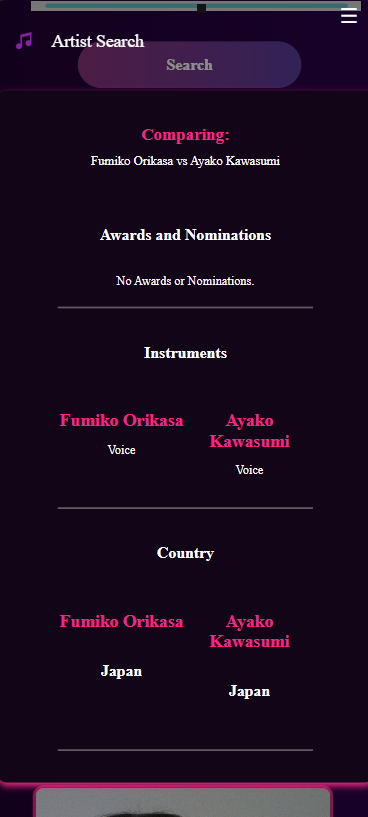 Artist Search
Search
Comparing:
Fumiko Orikasa vs Ayako Kawasumi
Awards and Nominations
No Awards or Nominations.
Instruments
Fumiko Orikasa
Voice
Ayako
Kawasumi
Voice
Country
Fumiko Orikasa
Japan
Ayako
Kawasumi
Japan